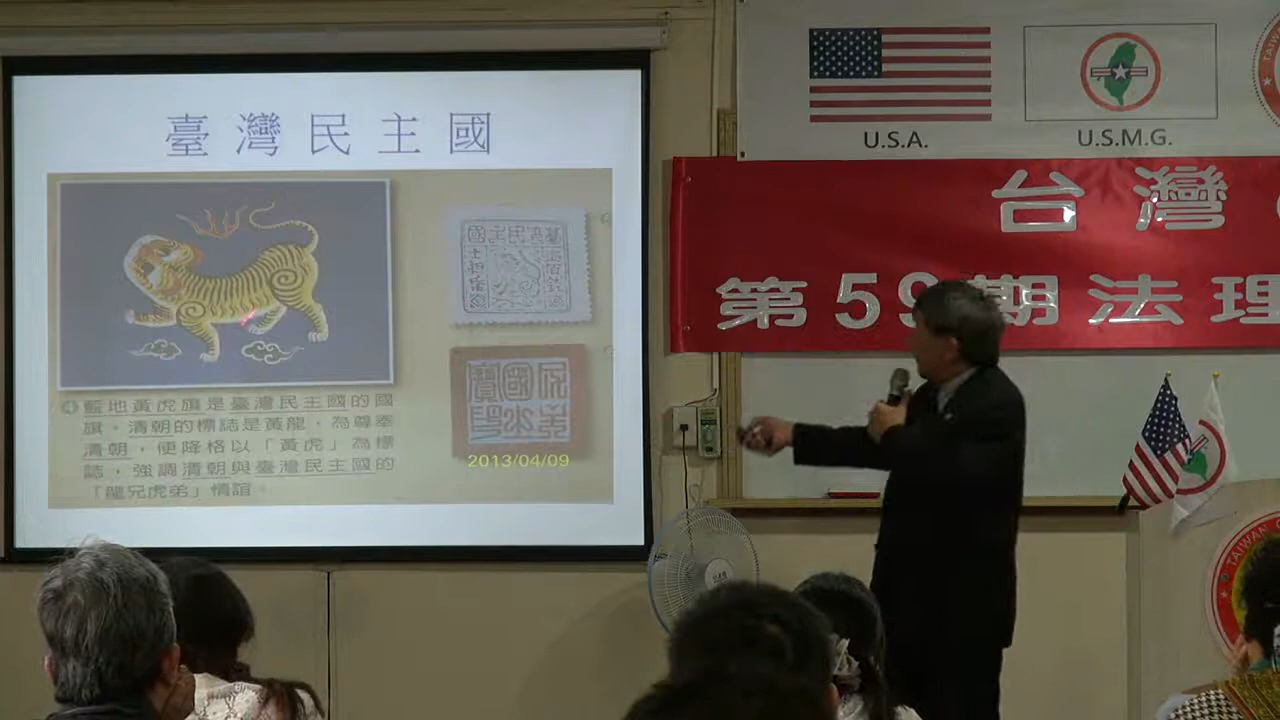 臺灣民主國
藍地黃虎旗是臺灣民主國的國
旗。清朝的標誌是黃龍，為尊奉
清朝，便降格以「黃虎」為標
誌，強調清朝與臺灣民主國的
「龍兄虎弟」情誼。
2013/04/09
U.S.A.
U.S.M.G.
台灣
第59期法理
TAIWAN